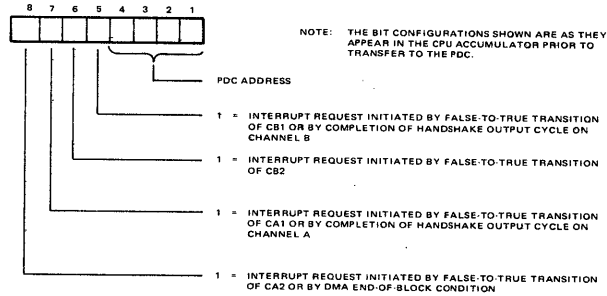 8 7 6 5 4 3 2 1
NOTE: THE BIT CONFIGURATIONS SHOWN ARE AS THEY
APPEAR IN THE CPU ACCUMULATOR PRIOR TO
TRANSFER TO THE PDC.
PDC ADDRESS
1 = INTERRUPT REQUEST INITIATED BY FALSE-TO-TRUE TRANSITION
OF CB1 OR BY COMPLETION OF HANDSHAKE OUTPUT CYCLE ON
CHANNEL B
1 = INTERRUPT REQUEST INITIATED BY FALSE-TO-TRUE TRANSITION
OF CB2
1 = INTERRUPT REQUEST INITIATED BY FALSE-TO-TRUE TRANSITION
OF CA1 OR BY COMPLETION OF HANDSHAKE OUTPUT CYCLE ON
CHANNEL A
1 = INTERRUPT REQUEST INITIATED BY FALSE-TO-TRUE TRANSITION
OF CA2 OR BY DMA END-OF-BLOCK CONDITION